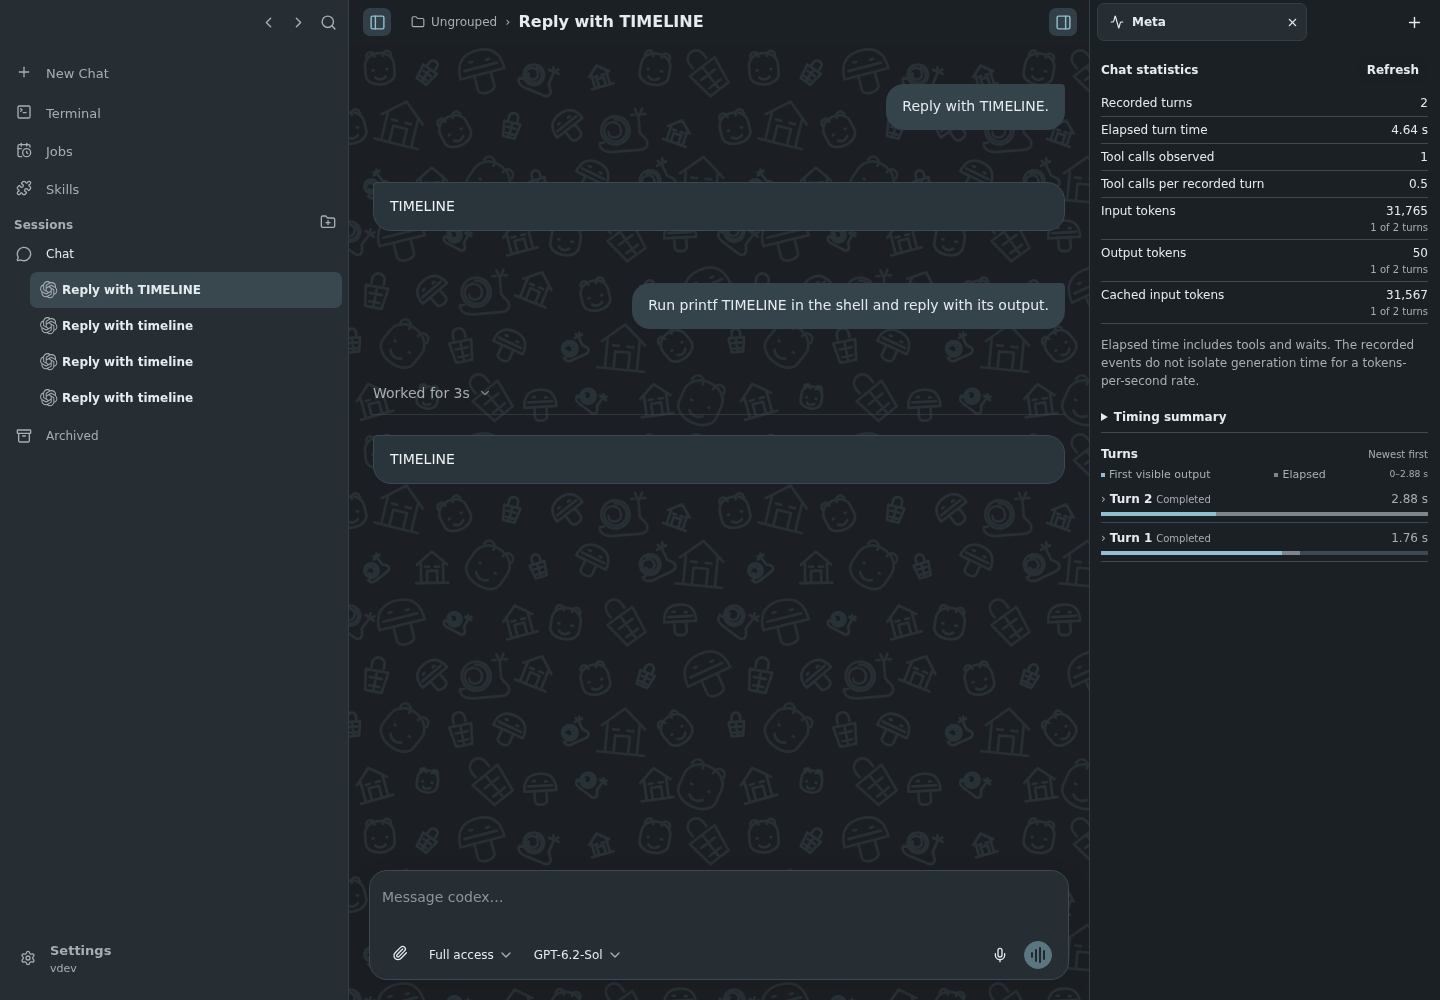 New Chat
Terminal
Jobs
Skills
Sessions
Chat
Reply with TIMELINE
Reply with timeline
Reply with timeline
Reply with timeline
Archived
Settings
vdev
Ungrouped › Reply with TIMELINE
Reply with TIMELINE.
TIMELINE
Run printf TIMELINE in the shell and reply with its output.
Worked for 3s
TIMELINE
Message codex...
Full access
GPT-6.2-Sol
Meta
Chat statistics Refresh
Recorded turns 2
Elapsed turn time 4.64 s
Tool calls observed 1
Tool calls per recorded turn 0.5
Input tokens 31,765
1 of 2 turns
Output tokens 50
1 of 2 turns
Cached input tokens 31,567
1 of 2 turns
Elapsed time includes tools and waits. The recorded
events do not isolate generation time for a tokens-
per-second rate.
Timing summary
Turns Newest first
First visible output Elapsed 0–2.88 s
› Turn 2 Completed 2.88 s
› Turn 1 Completed 1.76 s